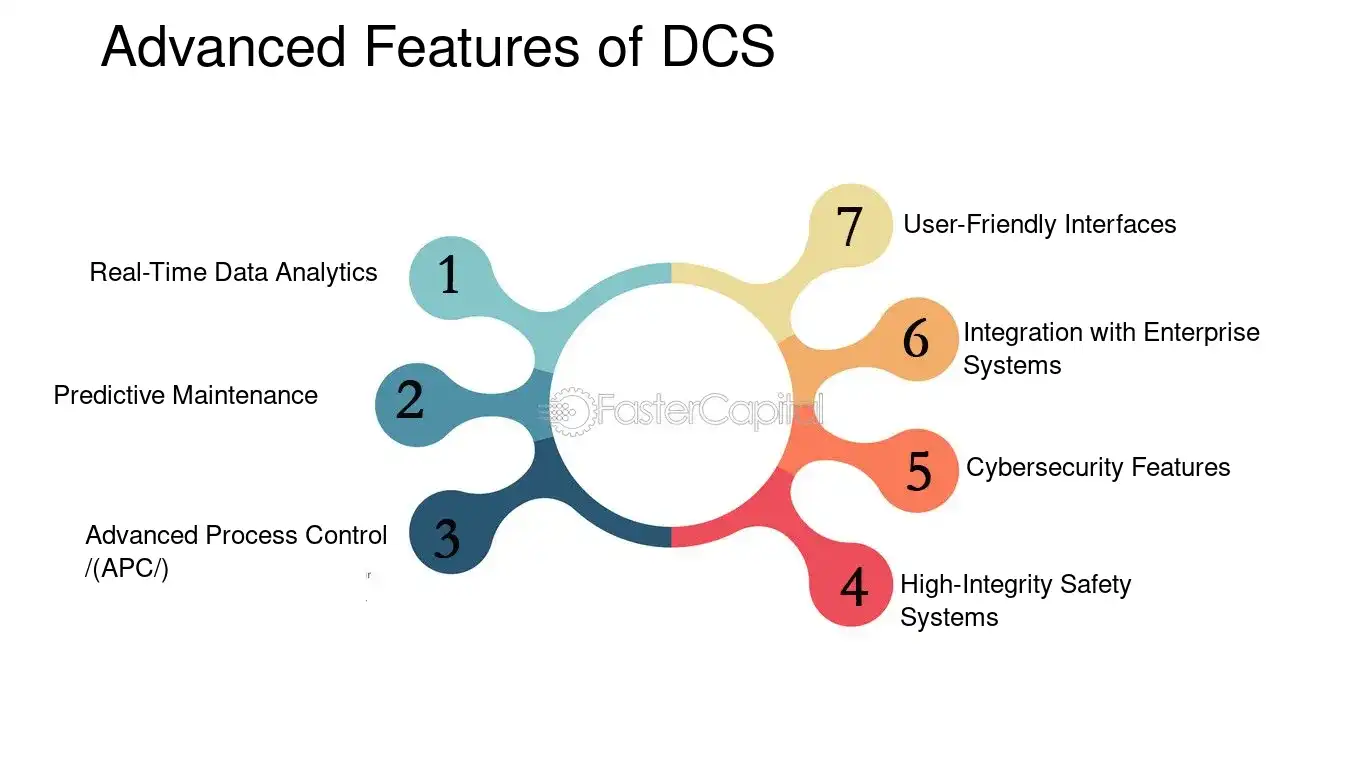 Advanced Features of DCS
1
Real-Time Data Analytics
2
Predictive Maintenance
3
Advanced Process Control
/(APC/)
4
High-Integrity Safety
Systems
5
Cybersecurity Features
6
Integration with Enterprise
Systems
7
User-Friendly Interfaces
FasterCapital